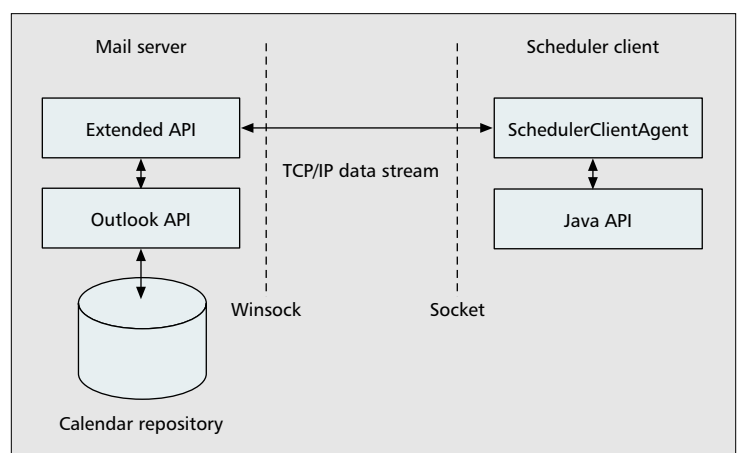 Mail server
Scheduler client
Extended API
SchedulerClientAgent
TCP/IP data stream
Outlook API
Java API
Winsock
Socket
Calendar repository